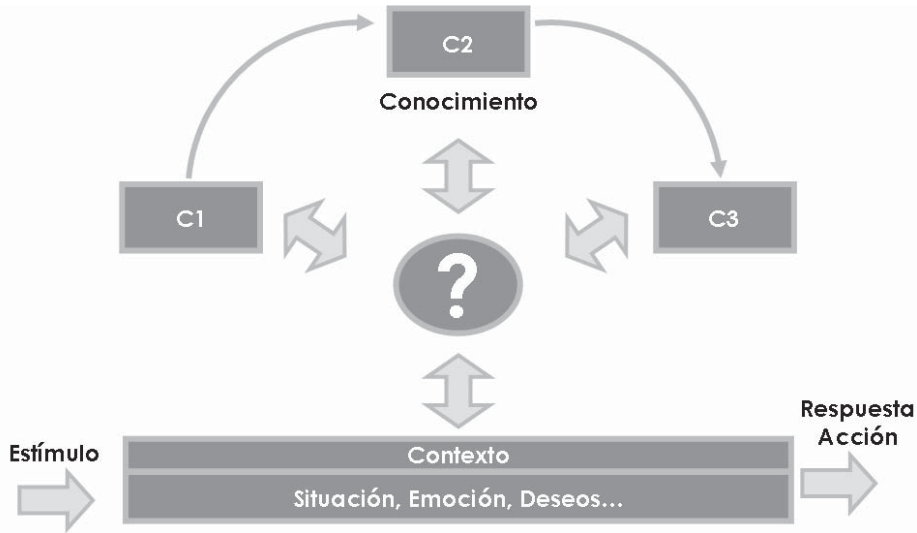 C2
Conocimiento
C1
C3
?
Respuesta
Acción
Estímulo
Contexto
Situación, Emoción, Deseos...